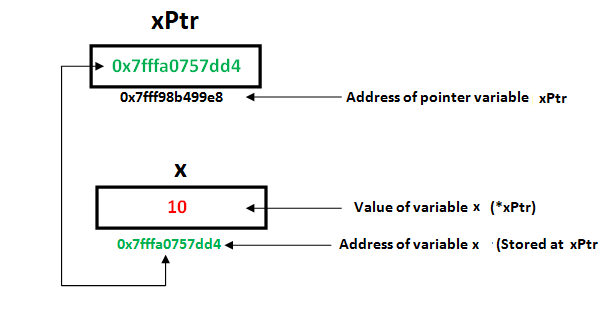 xPtr
0x7fffa0757dd4
0x7fff98b499e8
Address of pointer variable xPtr
x
10
Value of variable x (*xPtr)
0x7fffa0757dd4
Address of variable x (Stored at xPtr